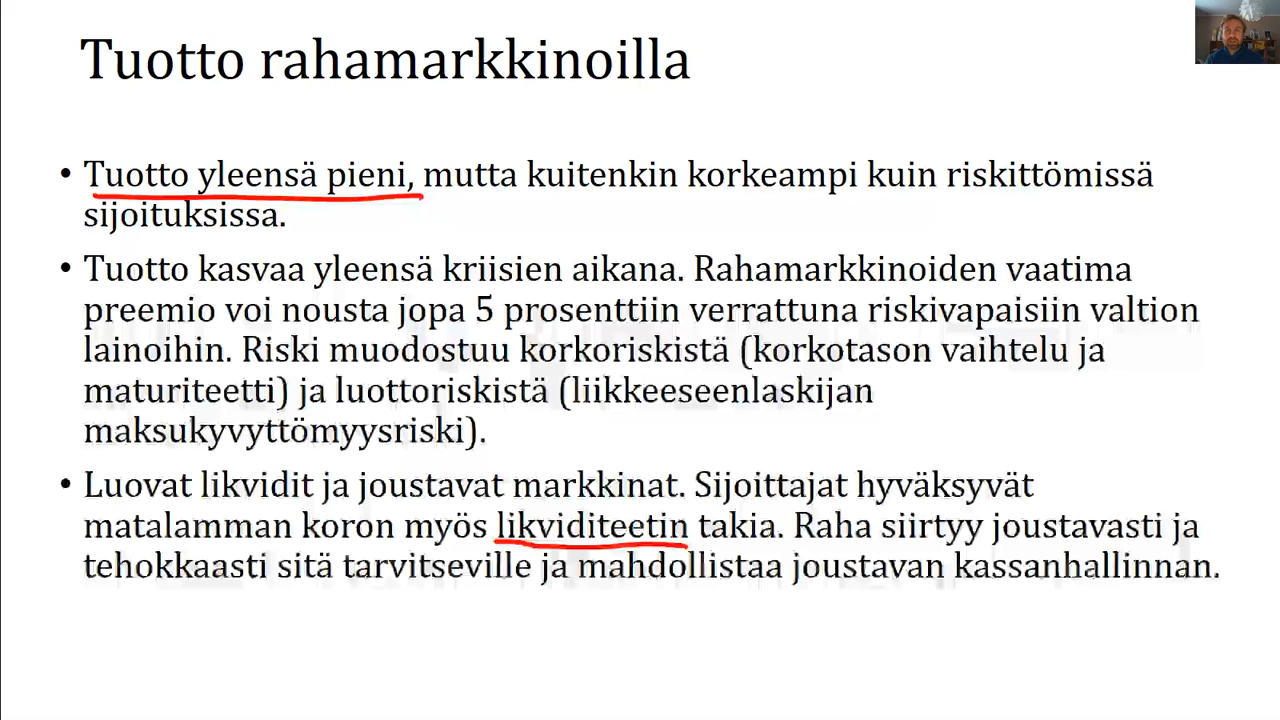 Tuotto rahamarkkinoilla
• Tuotto yleensä pieni, mutta kuitenkin korkeampi kuin riskittömissä
sijoituksissa.
• Tuotto kasvaa yleensä kriisien aikana. Rahamarkkinoiden vaatima
preemio voi nousta jopa 5 prosenttiin verrattuna riskivapaisiin valtion
lainoihin. Riski muodostuu korkoriskistä (korkotason vaihtelu ja
maturiteetti) ja luottoriskistä (liikkeeseenlaskijan
maksukyvyttömyysriski).
• Luovat likvidit ja joustavat markkinat. Sijoittajat hyväksyvät
matalamman koron myös likviditeetin takia. Raha siirtyy joustavasti ja
tehokkaasti sitä tarvitseville ja mahdollistaa joustavan kassanhallinnan.